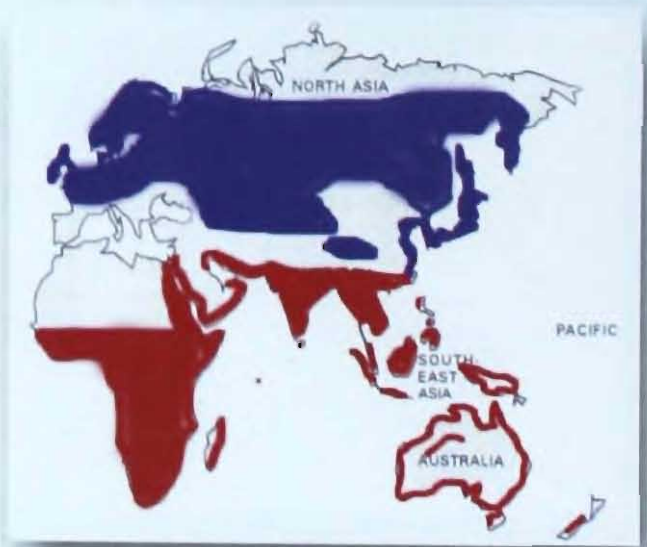 NORTH ASIA
PACIFIC
SOUTH-
EAST
ASIA
AUSTRALIA